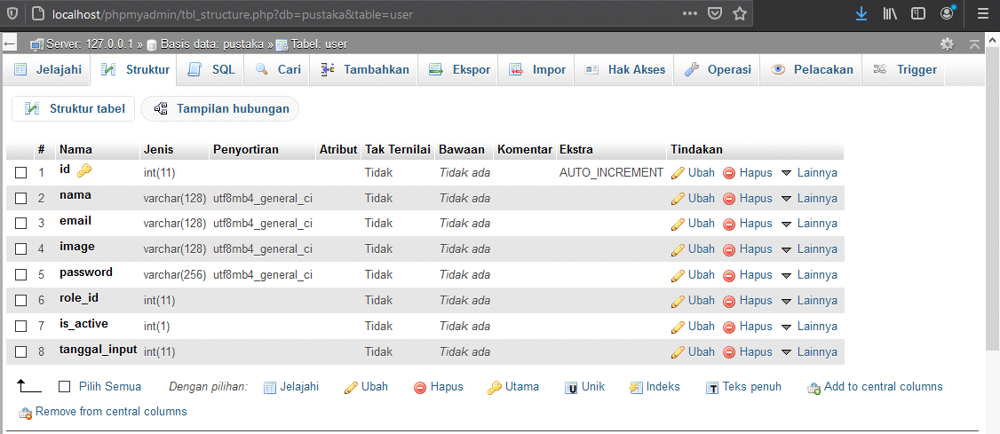 localhost/phpmyadmin/tbl_structure.php?db=pustaka&table=user
Server: 127.0.0.1 » Basis data: pustaka » Tabel: user
Jelajahi Struktur SQL Cari Tambahkan Ekspor Impor Hak Akses Operasi Pelacakan Trigger
Struktur tabel Tampilan hubungan
# Nama Jenis Penyortiran Atribut Tak Ternilai Bawaan Komentar Ekstra Tindakan
1 id int(11) Tidak Tidak ada AUTO_INCREMENT Ubah Hapus Lainnya
2 nama varchar(128) utf8mb4_general_ci Tidak Tidak ada Ubah Hapus Lainnya
3 email varchar(128) utf8mb4_general_ci Tidak Tidak ada Ubah Hapus Lainnya
4 image varchar(128) utf8mb4_general_ci Tidak Tidak ada Ubah Hapus Lainnya
5 password varchar(256) utf8mb4_general_ci Tidak Tidak ada Ubah Hapus Lainnya
6 role_id int(11) Tidak Tidak ada Ubah Hapus Lainnya
7 is_active int(1) Tidak Tidak ada Ubah Hapus Lainnya
8 tanggal_input int(11) Tidak Tidak ada Ubah Hapus Lainnya
Pilih Semua Dengan pilihan: Jelajahi Ubah Hapus Utama Unik Indeks Teks penuh Add to central columns
Remove from central columns